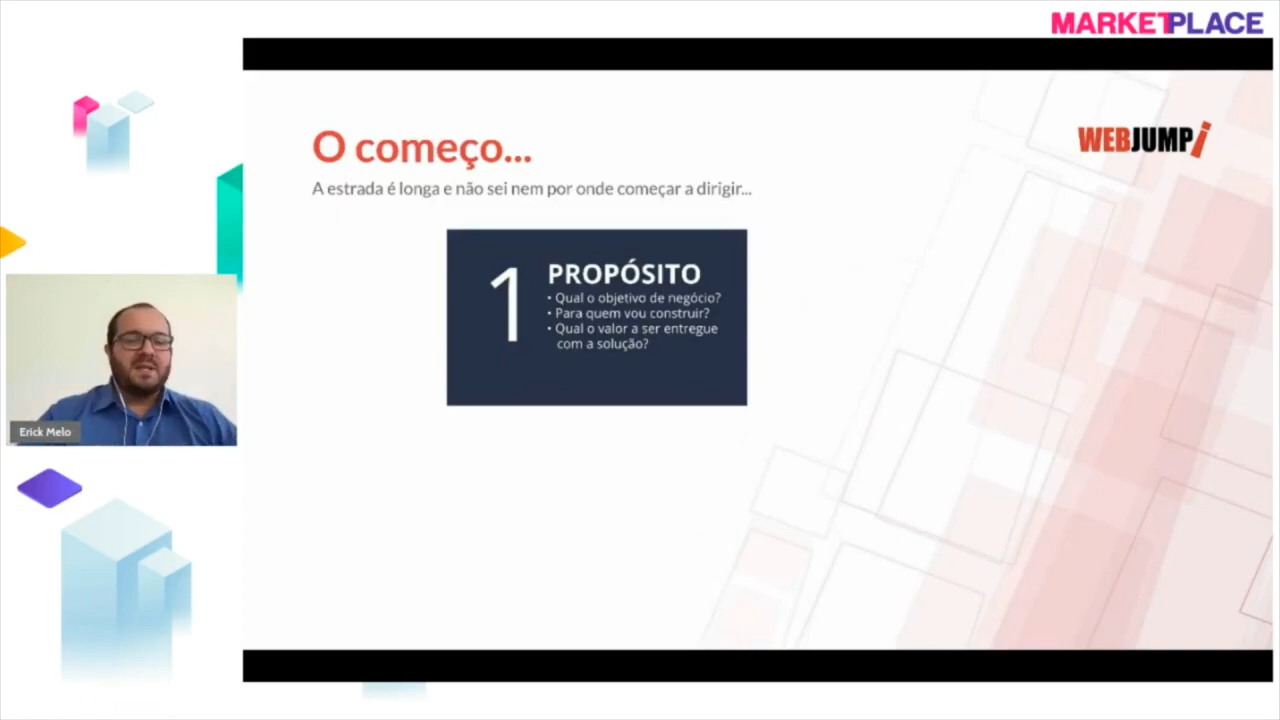 MARKETPLACE
WEBJUMP!
O começo...
A estrada é longa e não sei nem por onde começar a dirigir...
1
PROPÓSITO
• Qual o objetivo de negócio?
• Para quem vou construir?
• Qual o valor a ser entregue
com a solução?
Erick Melo